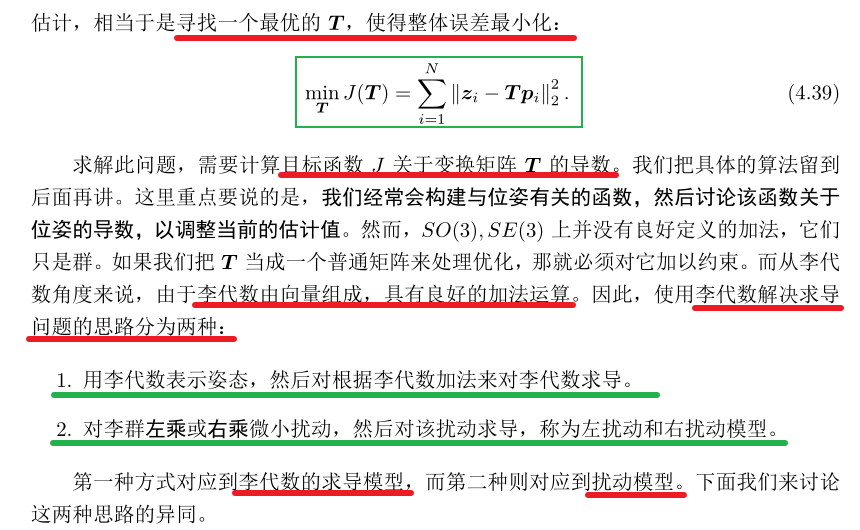 估计，相当于是寻找一个最优的 T，使得整体误差最小化：
min_T J(T) = ∑_{i=1}^{N} ‖z_i − Tp_i‖_2^2 . (4.39)
求解此问题，需要计算目标函数 J 关于变换矩阵 T 的导数。我们把具体的算法留到
后面再讲。这里重点要说的是，我们经常会构建与位姿有关的函数，然后讨论该函数关于
位姿的导数，以调整当前的估计值。然而，SO(3), SE(3) 上并没有良好定义的加法，它们
只是群。如果我们把 T 当成一个普通矩阵来处理优化，那就必须对它加以约束。而从李代
数角度来说，由于李代数由向量组成，具有良好的加法运算。因此，使用李代数解决求导
问题的思路分为两种：
1. 用李代数表示姿态，然后对根据李代数加法来对李代数求导。
2. 对李群左乘或右乘微小扰动，然后对该扰动求导，称为左扰动和右扰动模型。
第一种方式对应到李代数的求导模型，而第二种则对应到扰动模型。下面我们来讨论
这两种思路的异同。